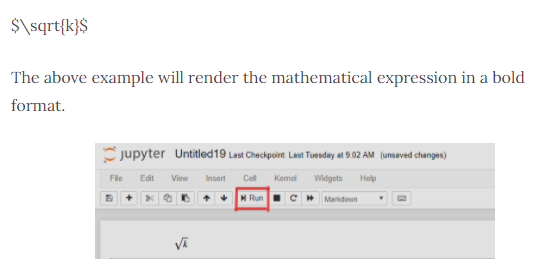 $\sqrt{k}$
The above example will render the mathematical expression in a bold
format.
jupyter Untitled19 Last Checkpoint: Last Tuesday at 9:02 AM (unsaved changes)
File Edit View Insert Cell Kernel Widgets Help
Run Markdown
√k